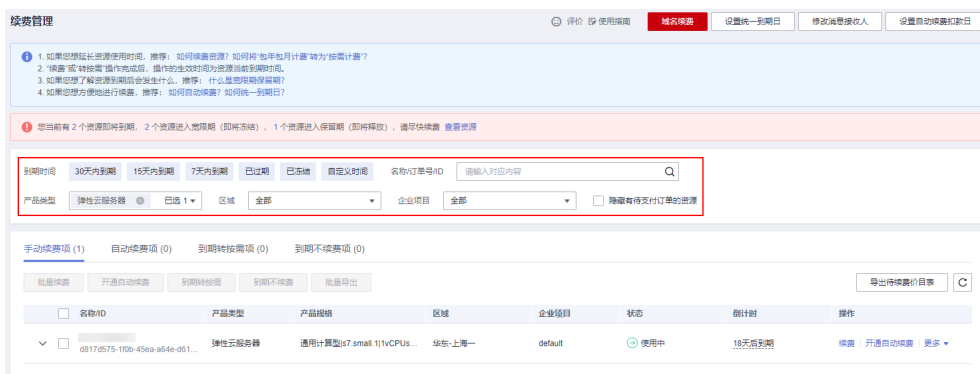 续费管理 评价 使用指南 域名续费 设置统一到期日 修改消息接收人 设置自动续费扣款日
1. 如果您想延长资源使用时间，推荐： 如何续费资源？如何将“包年包月计费”转为“按需计费”？
2. “续费”或“转按需”操作完成后，操作的生效时间为资源当前到期时间。
3. 如果您想了解资源到期后会发生什么，推荐： 什么是宽限期保留期？
4. 如果您想方便地进行续费，推荐： 如何自动续费？如何统一到期日？
您当前有 2 个资源即将到期， 2 个资源进入宽限期（即将冻结）， 1 个资源进入保留期（即将释放），请尽快续费 查看资源
到期时间 30天内到期 15天内到期 7天内到期 已过期 已冻结 自定义时间 名称/订单号/ID 请输入对应内容
产品类型 弹性云服务器 已选 1 区域 全部 企业项目 全部 隐藏有待支付订单的资源
手动续费项 (1) 自动续费项 (0) 到期转按需项 (0) 到期不续费项 (0)
批量续费 开通自动续费 到期转按需 到期不续费 批量导出 导出待续费价目表
名称/ID 产品类型 产品规格 区域 企业项目 状态 倒计时 操作
d817d575-1f0b-45ea-a64e-d61... 弹性云服务器 通用计算型|s7.small.1|1vCPUs... 华东-上海一 default 使用中 18天后到期 续费 开通自动续费 更多